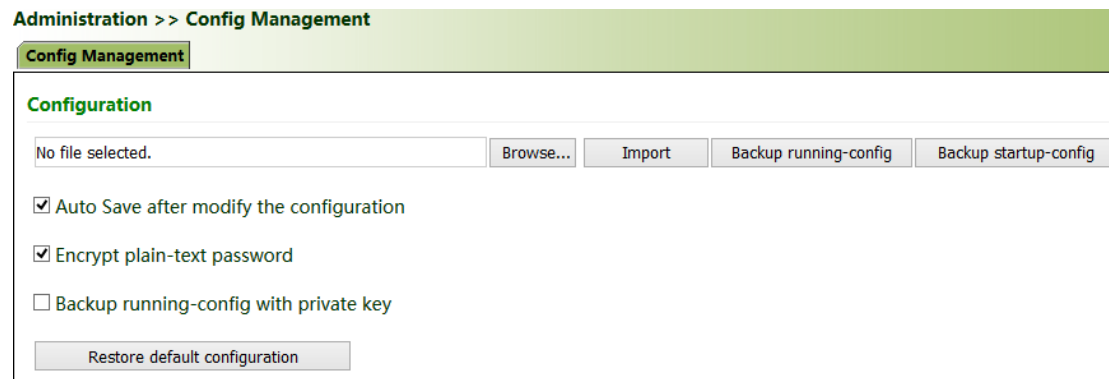 Administration >> Config Management
Config Management
Configuration
No file selected. Browse... Import Backup running-config Backup startup-config
Auto Save after modify the configuration
Encrypt plain-text password
Backup running-config with private key
Restore default configuration